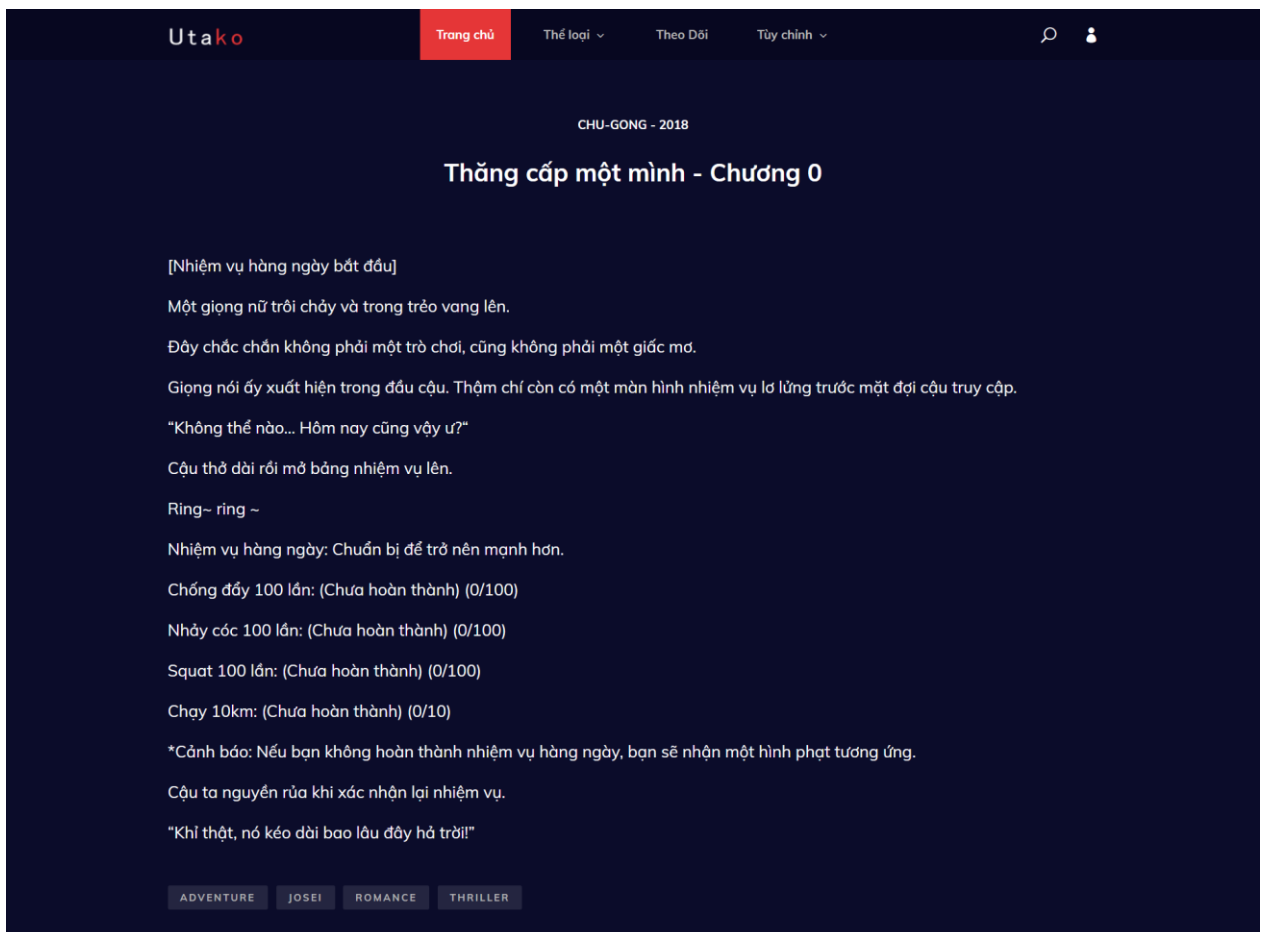 Utako
Trang chủ
Thể loại
Theo Dõi
Tùy chỉnh
CHU-GONG - 2018
Thăng cấp một mình - Chương 0
[Nhiệm vụ hàng ngày bắt đầu]
Một giọng nữ trôi chảy và trong trẻo vang lên.
Đây chắc chắn không phải một trò chơi, cũng không phải một giấc mơ.
Giọng nói ấy xuất hiện trong đầu cậu. Thậm chí còn có một màn hình nhiệm vụ lơ lửng trước mặt đợi cậu truy cập.
“Không thể nào... Hôm nay cũng vậy ư?“
Cậu thở dài rồi mở bảng nhiệm vụ lên.
Ring~ ring ~
Nhiệm vụ hàng ngày: Chuẩn bị để trở nên mạnh hơn.
Chống đẩy 100 lần: (Chưa hoàn thành) (0/100)
Nhảy cóc 100 lần: (Chưa hoàn thành) (0/100)
Squat 100 lần: (Chưa hoàn thành) (0/100)
Chạy 10km: (Chưa hoàn thành) (0/10)
*Cảnh báo: Nếu bạn không hoàn thành nhiệm vụ hàng ngày, bạn sẽ nhận một hình phạt tương ứng.
Cậu ta nguyền rủa khi xác nhận lại nhiệm vụ.
“Khỉ thật, nó kéo dài bao lâu đây hả trời!”
ADVENTURE
JOSEI
ROMANCE
THRILLER